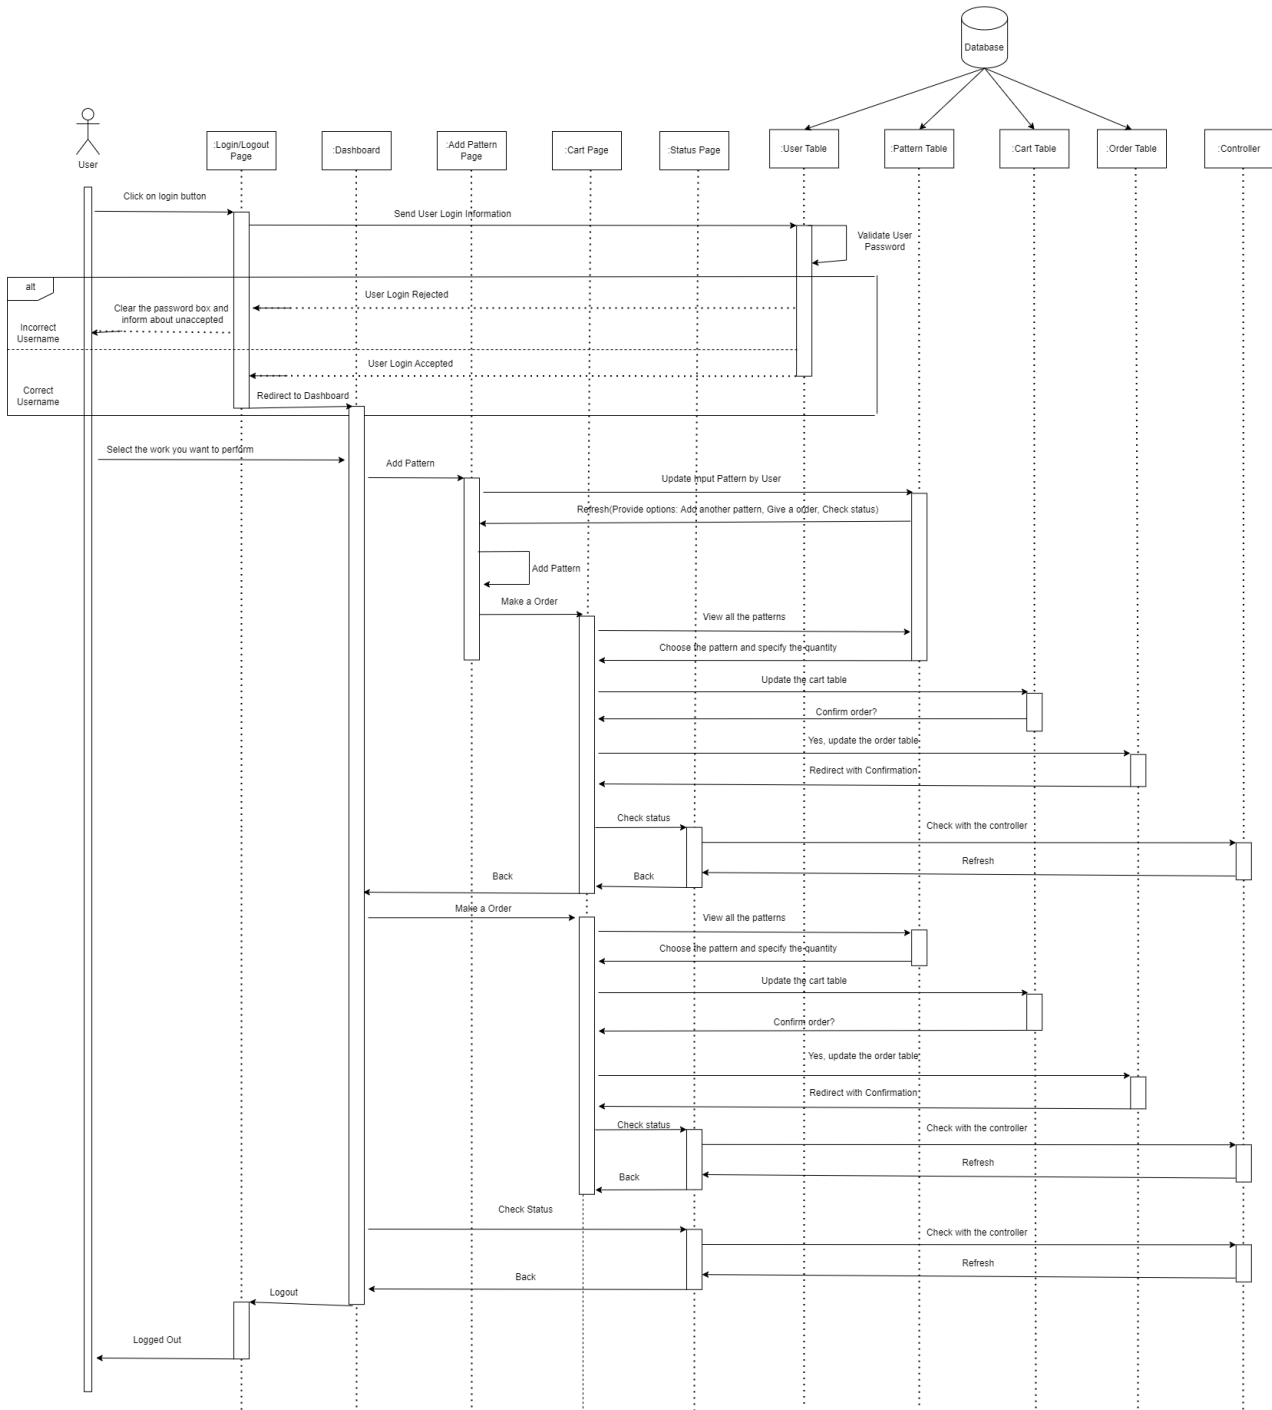 Database
User
:Login/Logout
Page
:Dashboard
:Add Pattern
Page
:Cart Page
:Status Page
:User Table
:Pattern Table
:Cart Table
:Order Table
:Controller
Click on login button
Send User Login Information
Validate User
Password
alt
User Login Rejected
Clear the password box and
inform about unaccepted
Incorrect
Username
User Login Accepted
Correct
Username
Redirect to Dashboard
Select the work you want to perform
Add Pattern
Update input Pattern by User
Refresh(Provide options: Add another pattern, Give a order, Check status)
Add Pattern
Make a Order
View all the patterns
Choose the pattern and specify the quantity
Update the cart table
Confirm order?
Yes, update the order table
Redirect with Confirmation
Check status
Check with the controller
Refresh
Back
Back
Make a Order
View all the patterns
Choose the pattern and specify the quantity
Update the cart table
Confirm order?
Yes, update the order table
Redirect with Confirmation
Check status
Check with the controller
Refresh
Back
Check Status
Check with the controller
Refresh
Back
Logout
Logged Out